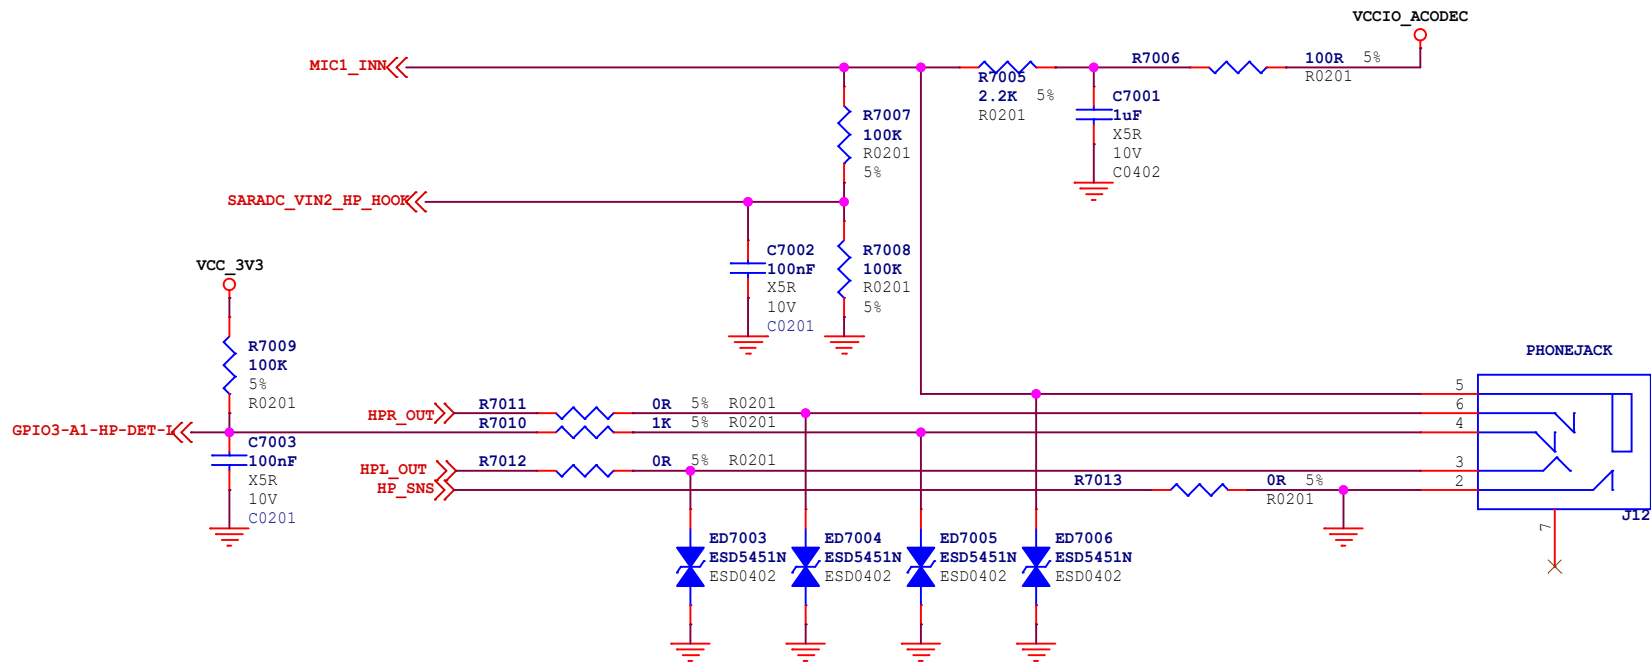 VCCIO_ACODEC
MIC1_INN
R7006 100R 5%
R0201
R7005
2.2K 5%
R0201
C7001
1uF
X5R
10V
C0402
R7007
100K
R0201
5%
SARADC_VIN2_HP_HOOK
C7002
100nF
X5R
10V
C0201
R7008
100K
R0201
5%
VCC_3V3
R7009
100K
5%
R0201
PHONEJACK
5
HPR_OUT R7011 0R 5% R0201 6
GPIO3-A1-HP-DET-L R7010 1K 5% R0201 4
C7003
100nF
X5R
10V
C0201
HPL_OUT R7012 0R 5% R0201 3
HP_SNS R7013 0R 5% 2
R0201
J12
7
ED7003
ESD5451N
ESD0402
ED7004
ESD5451N
ESD0402
ED7005
ESD5451N
ESD0402
ED7006
ESD5451N
ESD0402